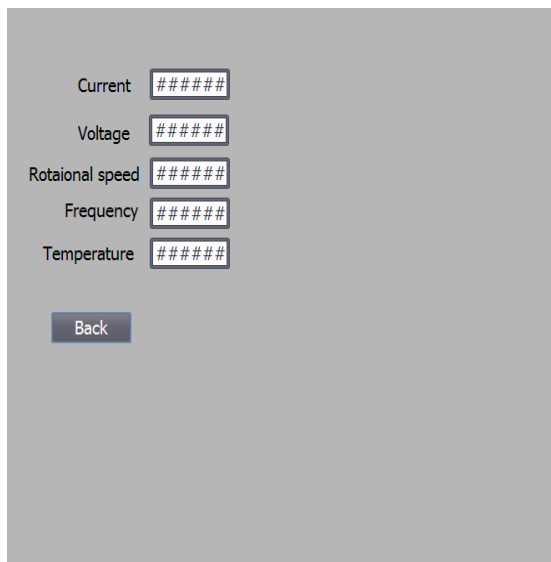 Current ######
Voltage ######
Rotaional speed ######
Frequency ######
Temperature ######
Back